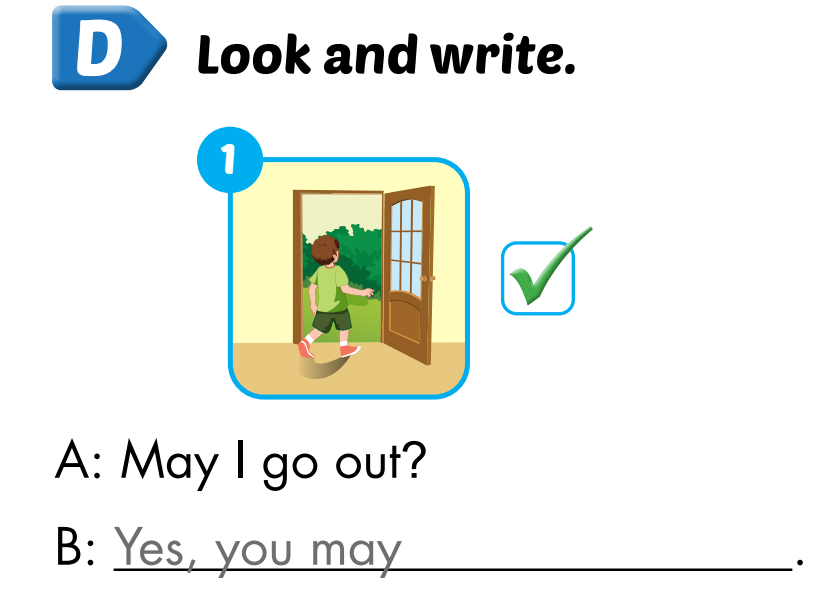 D Look and write.
1
A: May I go out?
B: Yes, you may.